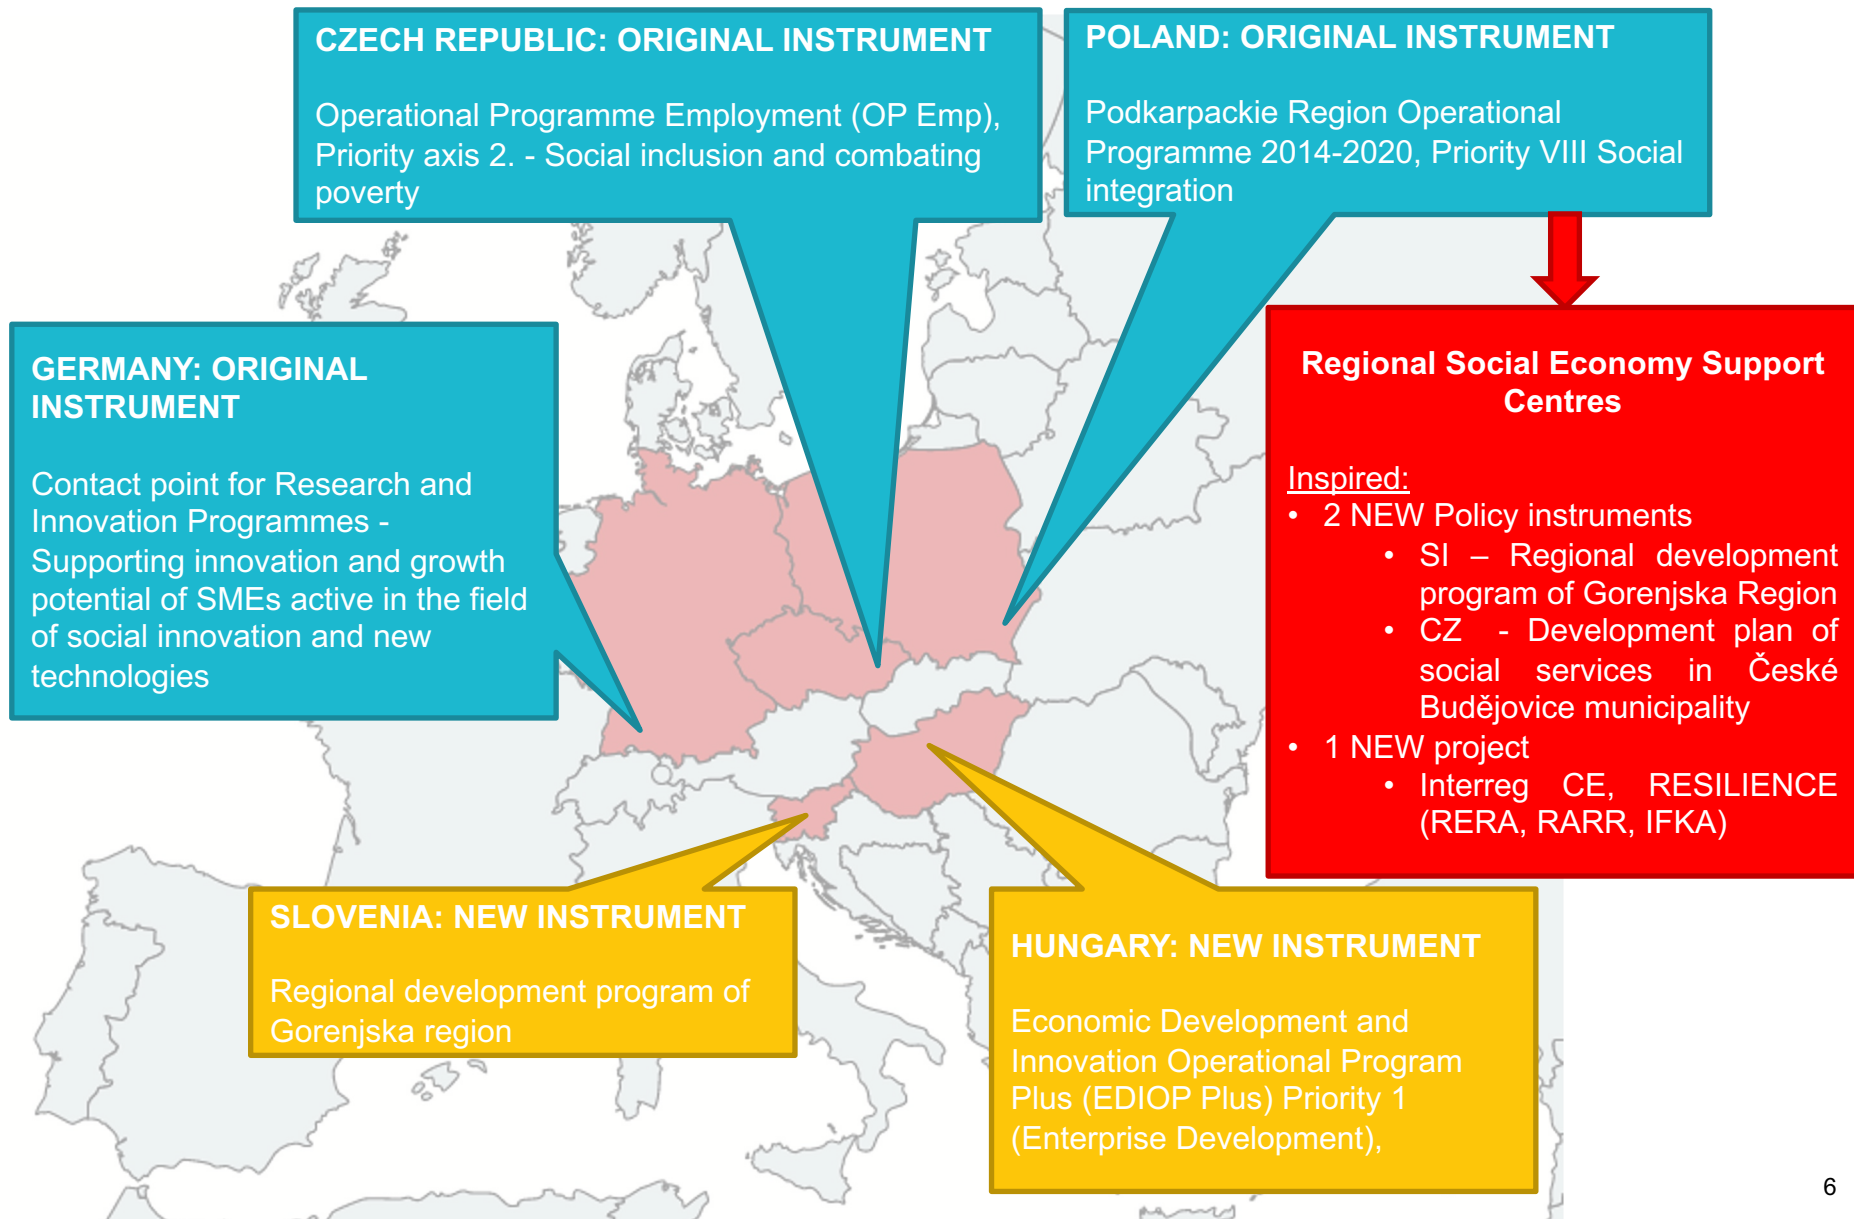 CZECH REPUBLIC: ORIGINAL INSTRUMENT
Operational Programme Employment (OP Emp),
Priority axis 2. - Social inclusion and combating
poverty
POLAND: ORIGINAL INSTRUMENT
Podkarpackie Region Operational
Programme 2014-2020, Priority VIII Social
integration
GERMANY: ORIGINAL
INSTRUMENT
Contact point for Research and
Innovation Programmes -
Supporting innovation and growth
potential of SMEs active in the field
of social innovation and new
technologies
Regional Social Economy Support
Centres
Inspired:
• 2 NEW Policy instruments
• SI – Regional development
program of Gorenjska Region
• CZ - Development plan of
social services in České
Budějovice municipality
• 1 NEW project
• Interreg CE, RESILIENCE
(RERA, RARR, IFKA)
SLOVENIA: NEW INSTRUMENT
Regional development program of
Gorenjska region
HUNGARY: NEW INSTRUMENT
Economic Development and
Innovation Operational Program
Plus (EDIOP Plus) Priority 1
(Enterprise Development),
6